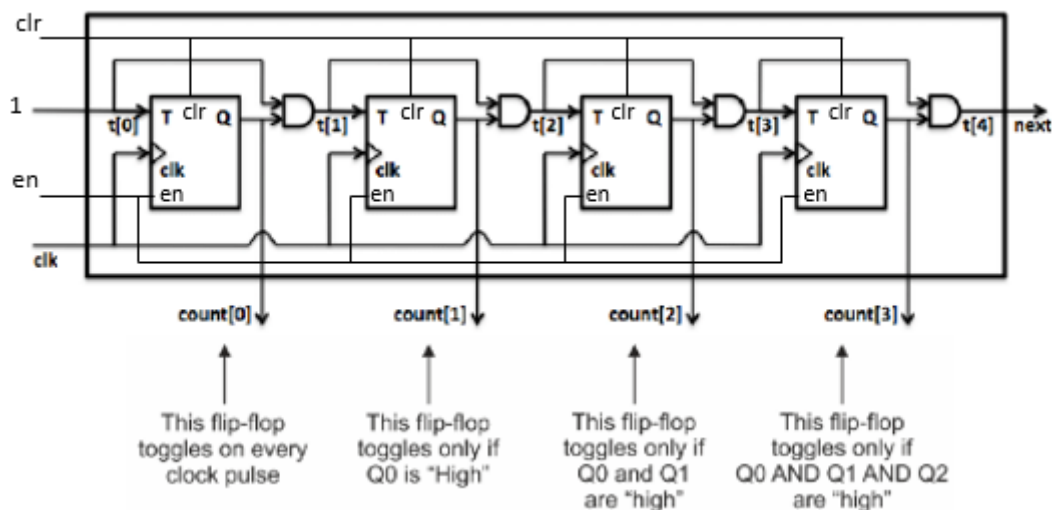 clr
1
t[0]
T clr Q
clk
en
t[1]
T clr Q
clk
en
t[2]
T clr Q
clk
en
t[3]
T clr Q
clk
en
t[4]
next
en
clk
count[0]
count[1]
count[2]
count[3]
This flip-flop
toggles on every
clock pulse
This flip-flop
toggles only if
Q0 is “High”
This flip-flop
toggles only if
Q0 and Q1
are “high”
This flip-flop
toggles only if
Q0 AND Q1 AND Q2
are “high”